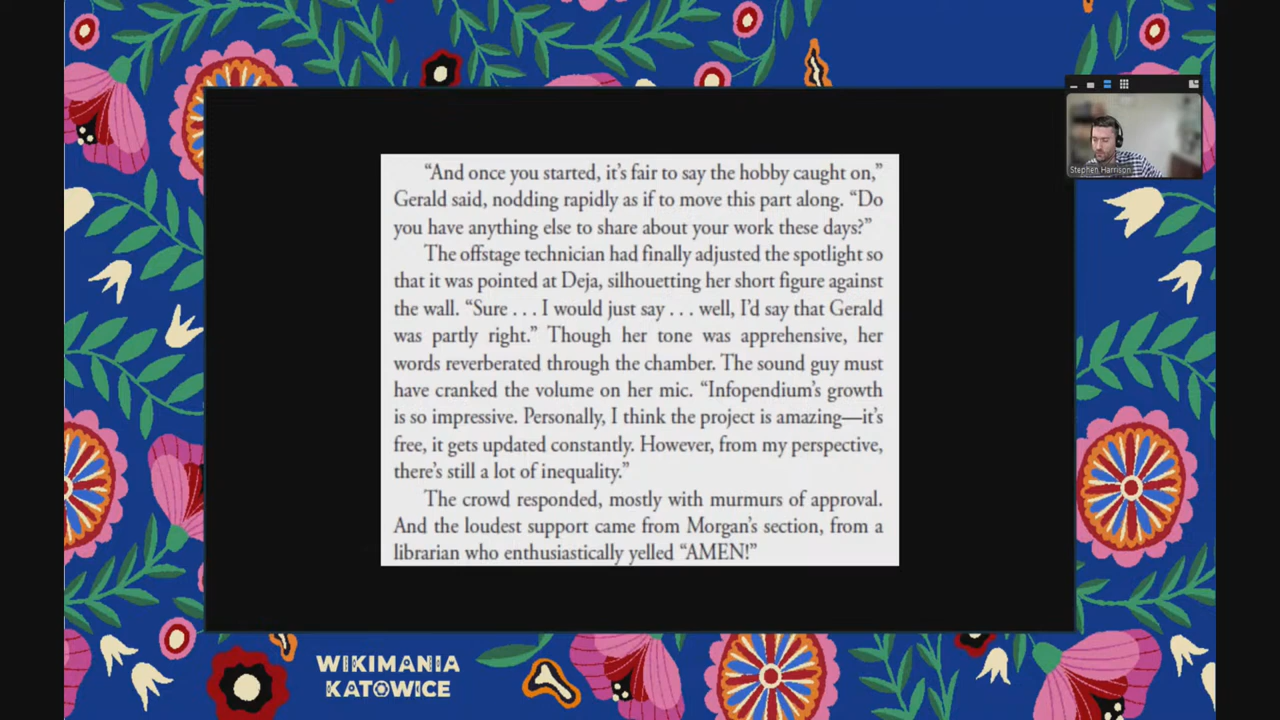 Stephen Harrison
“And once you started, it’s fair to say the hobby caught on,”
Gerald said, nodding rapidly as if to move this part along. “Do
you have anything else to share about your work these days?”
The offstage technician had finally adjusted the spotlight so
that it was pointed at Deja, silhouetting her short figure against
the wall. “Sure . . . I would just say . . . well, I’d say that Gerald
was partly right.” Though her tone was apprehensive, her
words reverberated through the chamber. The sound guy must
have cranked the volume on her mic. “Infopendium’s growth
is so impressive. Personally, I think the project is amazing—it’s
free, it gets updated constantly. However, from my perspective,
there’s still a lot of inequality.”
The crowd responded, mostly with murmurs of approval.
And the loudest support came from Morgan’s section, from a
librarian who enthusiastically yelled “AMEN!”
WIKIMANIA
KATOWICE